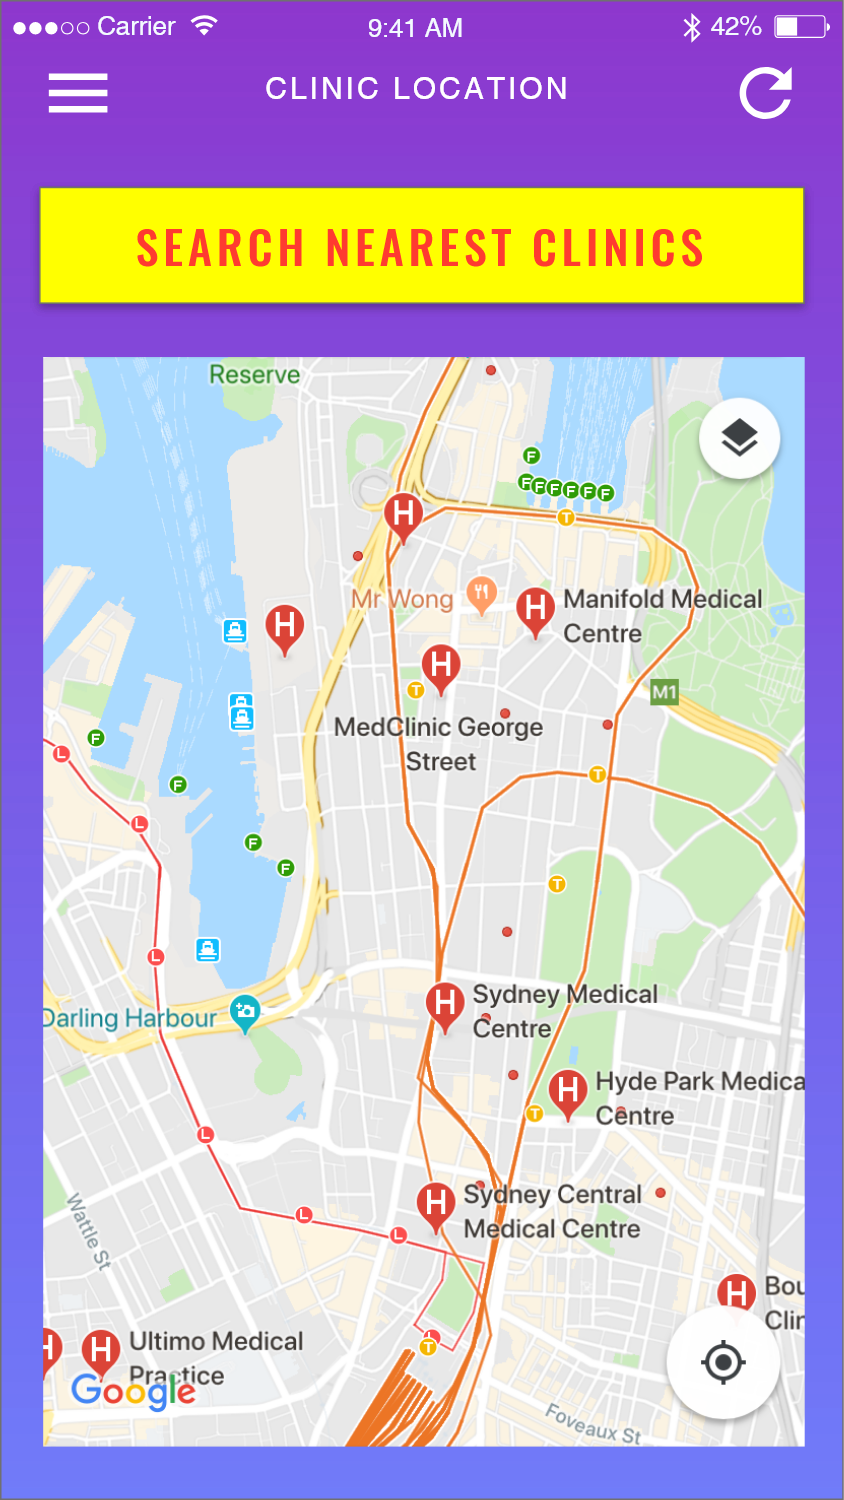 Carrier 9:41 AM 42%
CLINIC LOCATION
SEARCH NEAREST CLINICS
Reserve
F
F F F F F F
H
T
Mr Wong
H
Manifold Medical
Centre
H
H
T
M1
MedClinic George
Street
F
L
T
F
L
F
F
T
L
Darling Harbour
H
Sydney Medical
Centre
H
Hyde Park Medica
Centre
T
L
Wattle St
H
Sydney Central
Medical Centre
L
L
H
Bou
Clin
H
H
Ultimo Medical
Practice
L
T
Google
Foveaux St